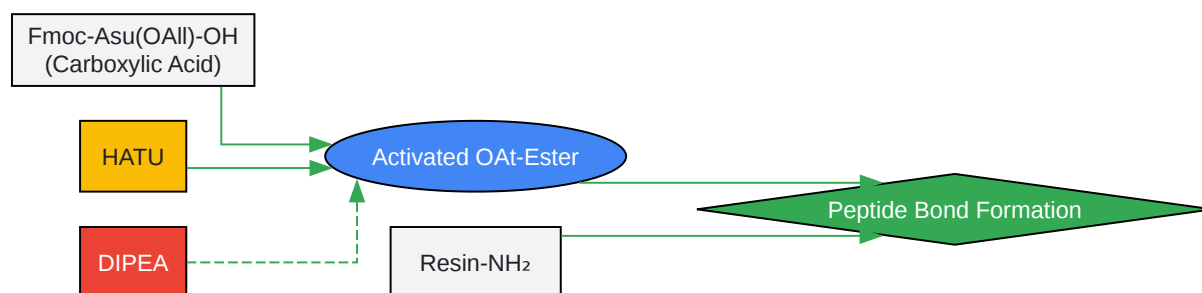 Fmoc-Asu(OAll)-OH
(Carboxylic Acid)
HATU
Activated OAt-Ester
Peptide Bond Formation
DIPEA
Resin-NH₂